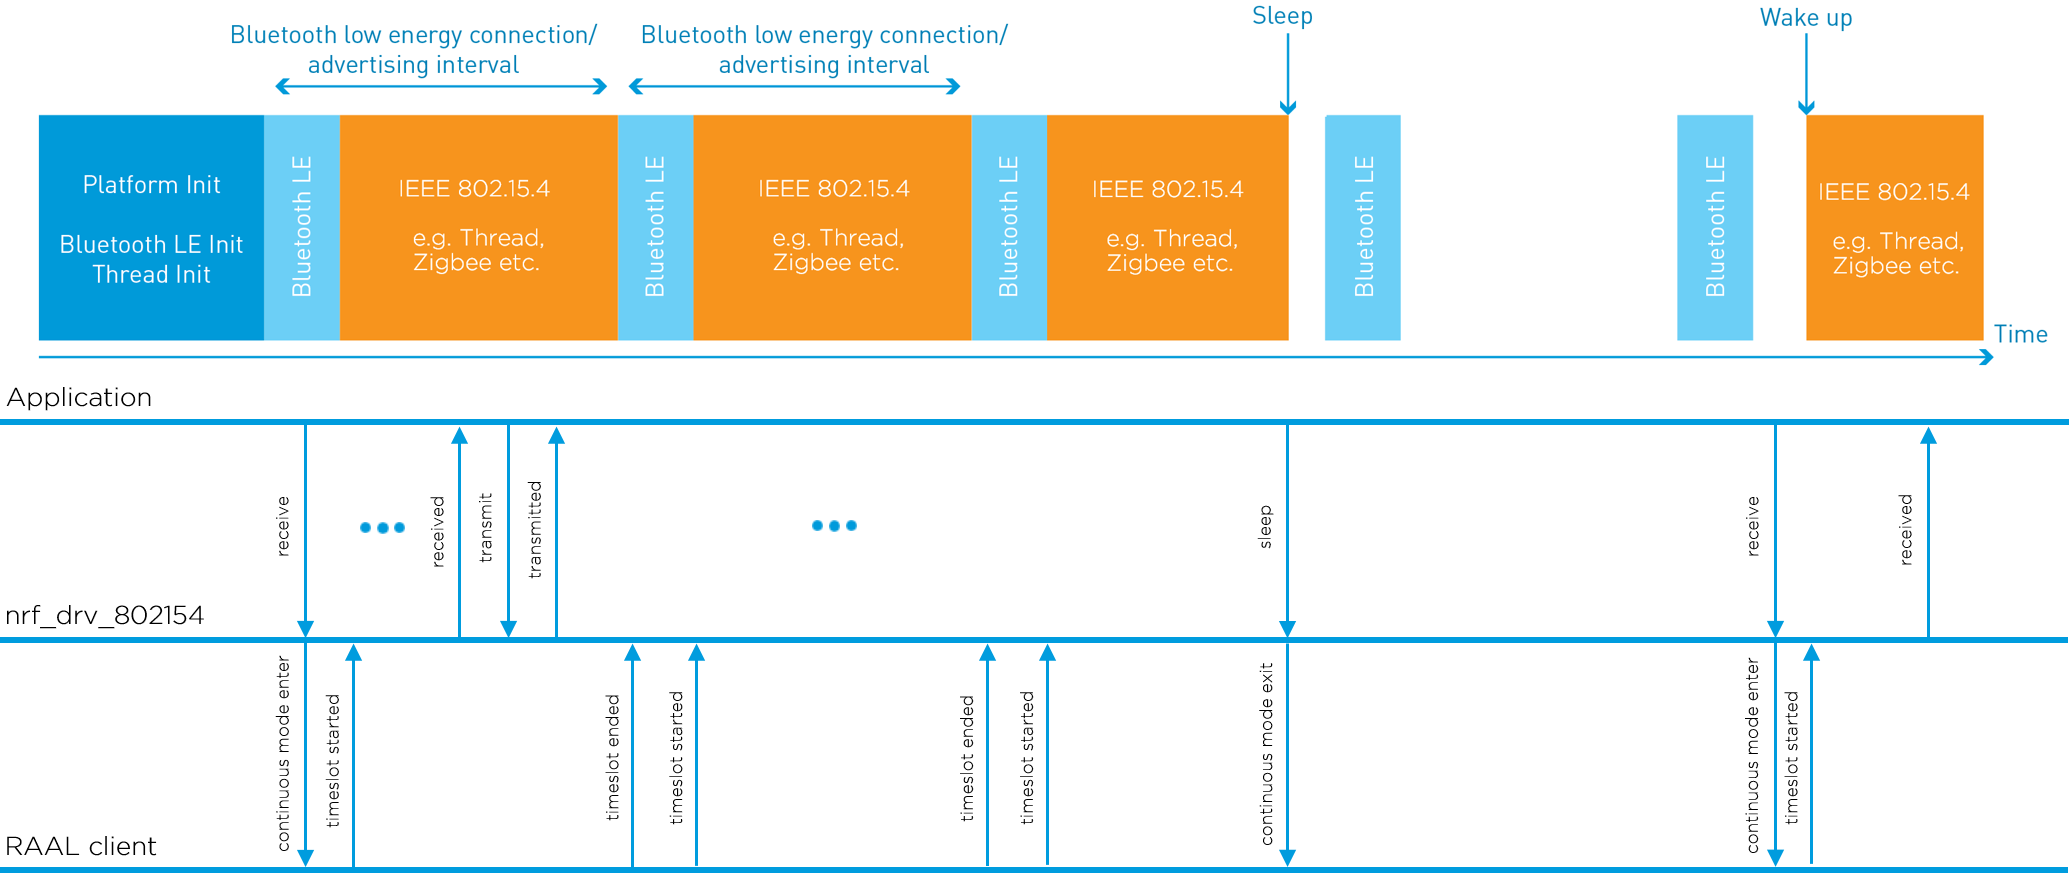 Sleep
Wake up
Bluetooth low energy connection/
advertising interval
Bluetooth low energy connection/
advertising interval
Platform Init
Bluetooth LE Init
Thread Init
Bluetooth LE
IEEE 802.15.4
e.g. Thread,
Zigbee etc.
Bluetooth LE
IEEE 802.15.4
e.g. Thread,
Zigbee etc.
Bluetooth LE
IEEE 802.15.4
e.g. Thread,
Zigbee etc.
Bluetooth LE
Bluetooth LE
IEEE 802.15.4
e.g. Thread,
Zigbee etc.
Time
Application
receive
received
transmit
transmitted
sleep
receive
received
nrf_drv_802154
continuous mode enter
timeslot started
timeslot ended
timeslot started
timeslot ended
timeslot started
continuous mode exit
continuous mode enter
timeslot started
RAAL client